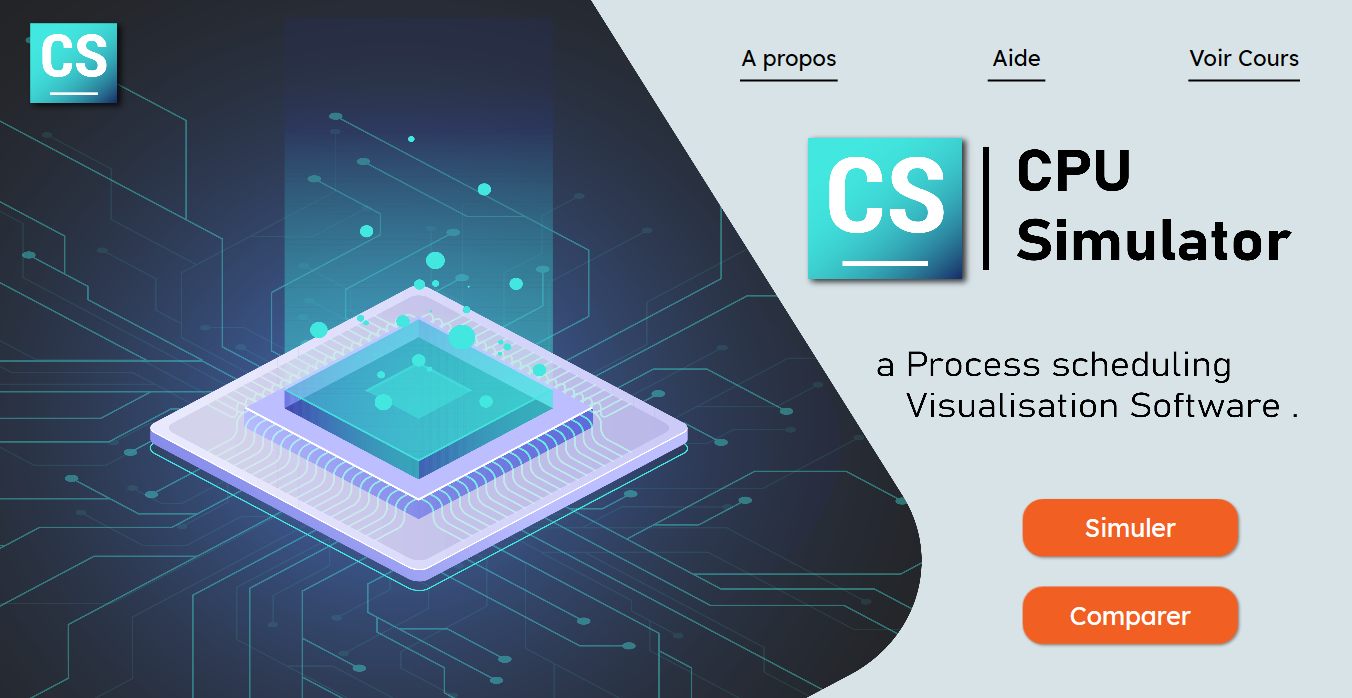 CS
A propos
Aide
Voir Cours
CS
CPU
Simulator
a Process scheduling
Visualisation Software .
Simuler
Comparer